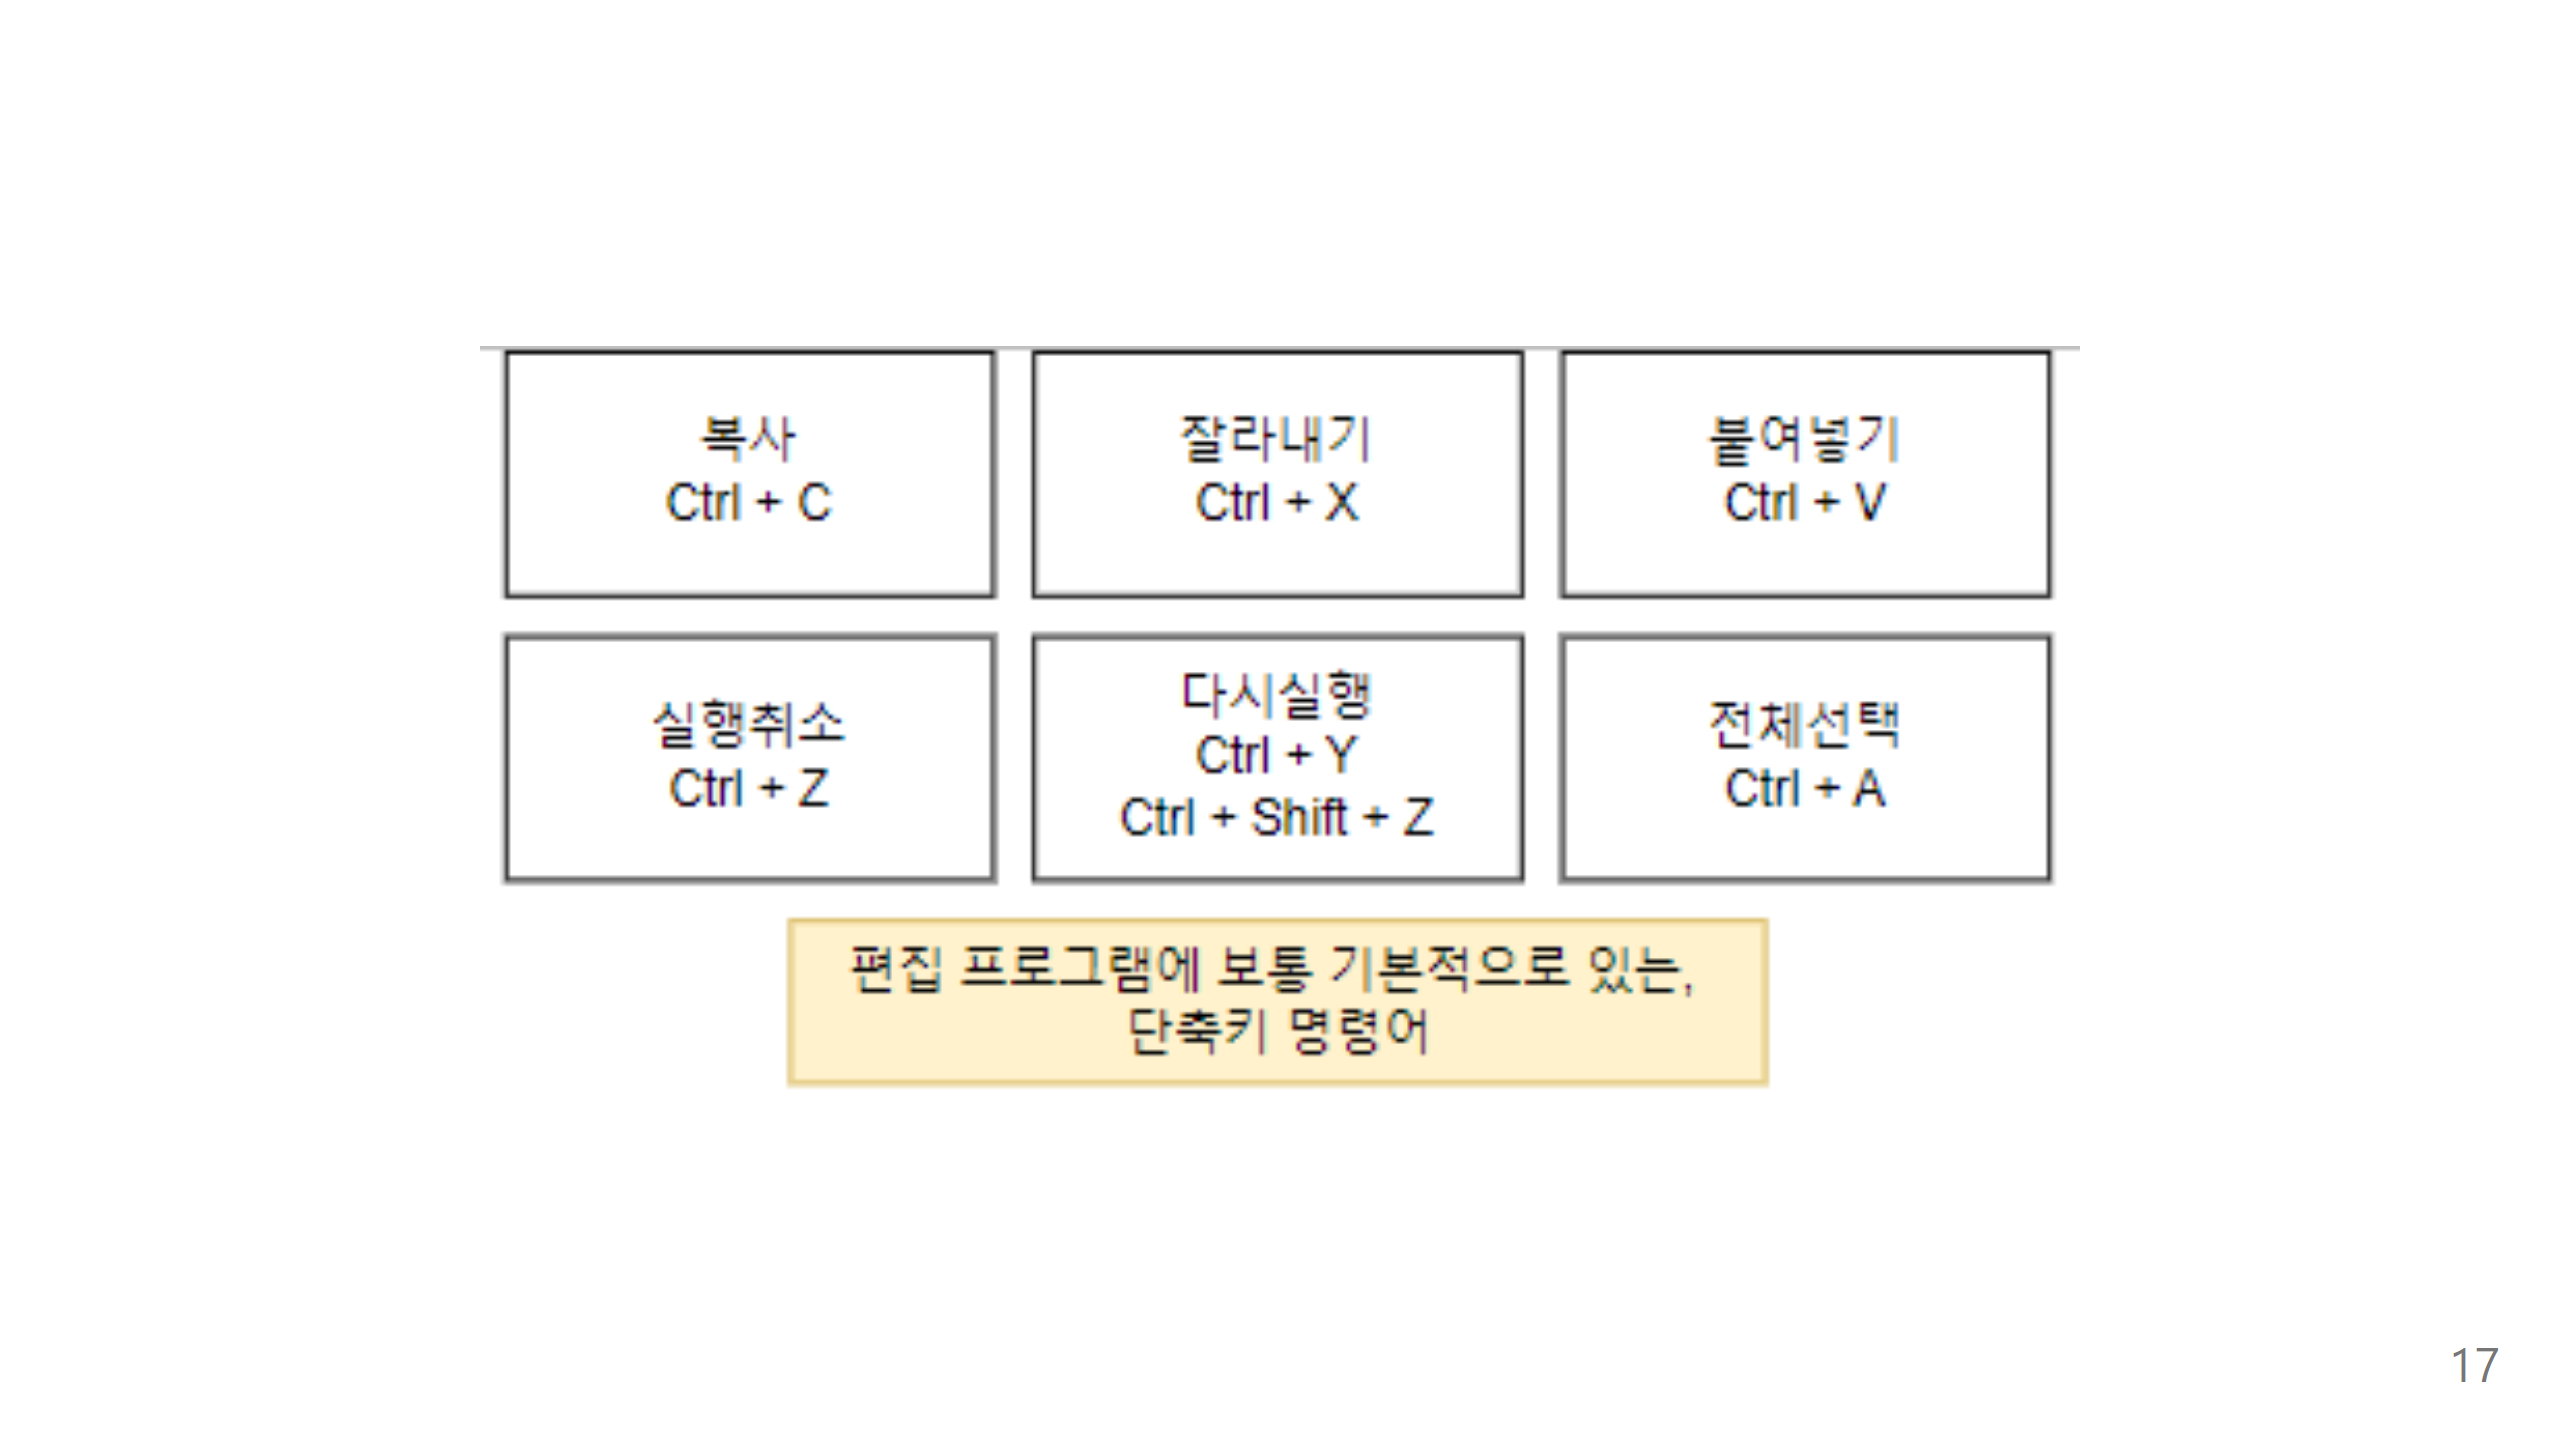 복사
Ctrl + C
잘라내기
Ctrl + X
붙여넣기
Ctrl + V
실행취소
Ctrl + Z
다시실행
Ctrl + Y
Ctrl + Shift + Z
전체선택
Ctrl + A
편집 프로그램에 보통 기본적으로 있는,
단축키 명령어
17